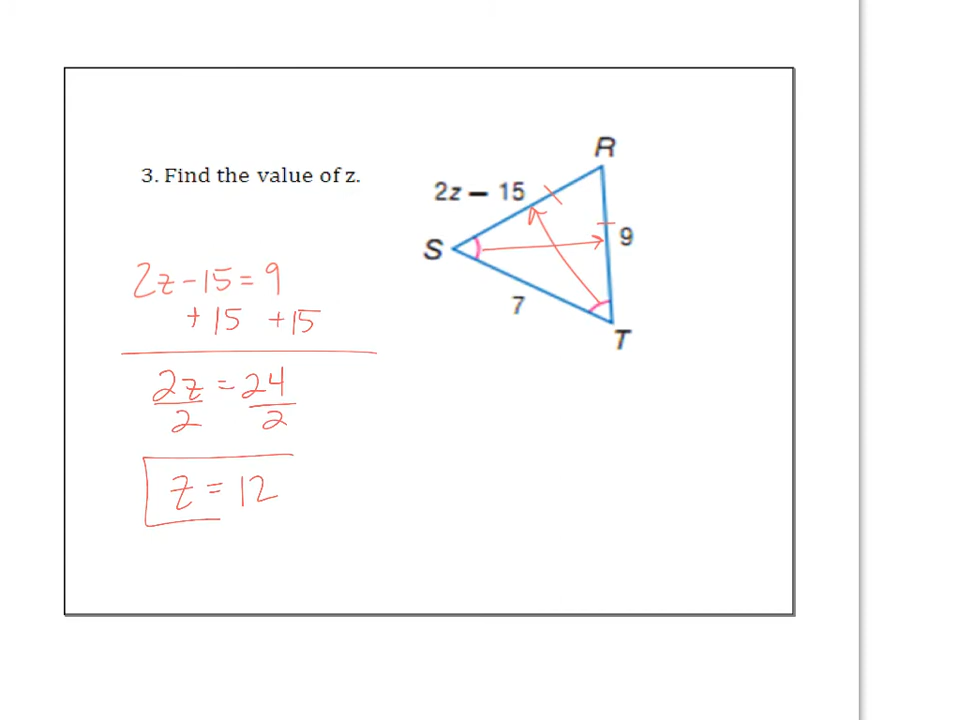 3. Find the value of z.
R
2z – 15
9
S
7
T
2z-15=9
+15 +15
2z = 24
2 2
z = 12